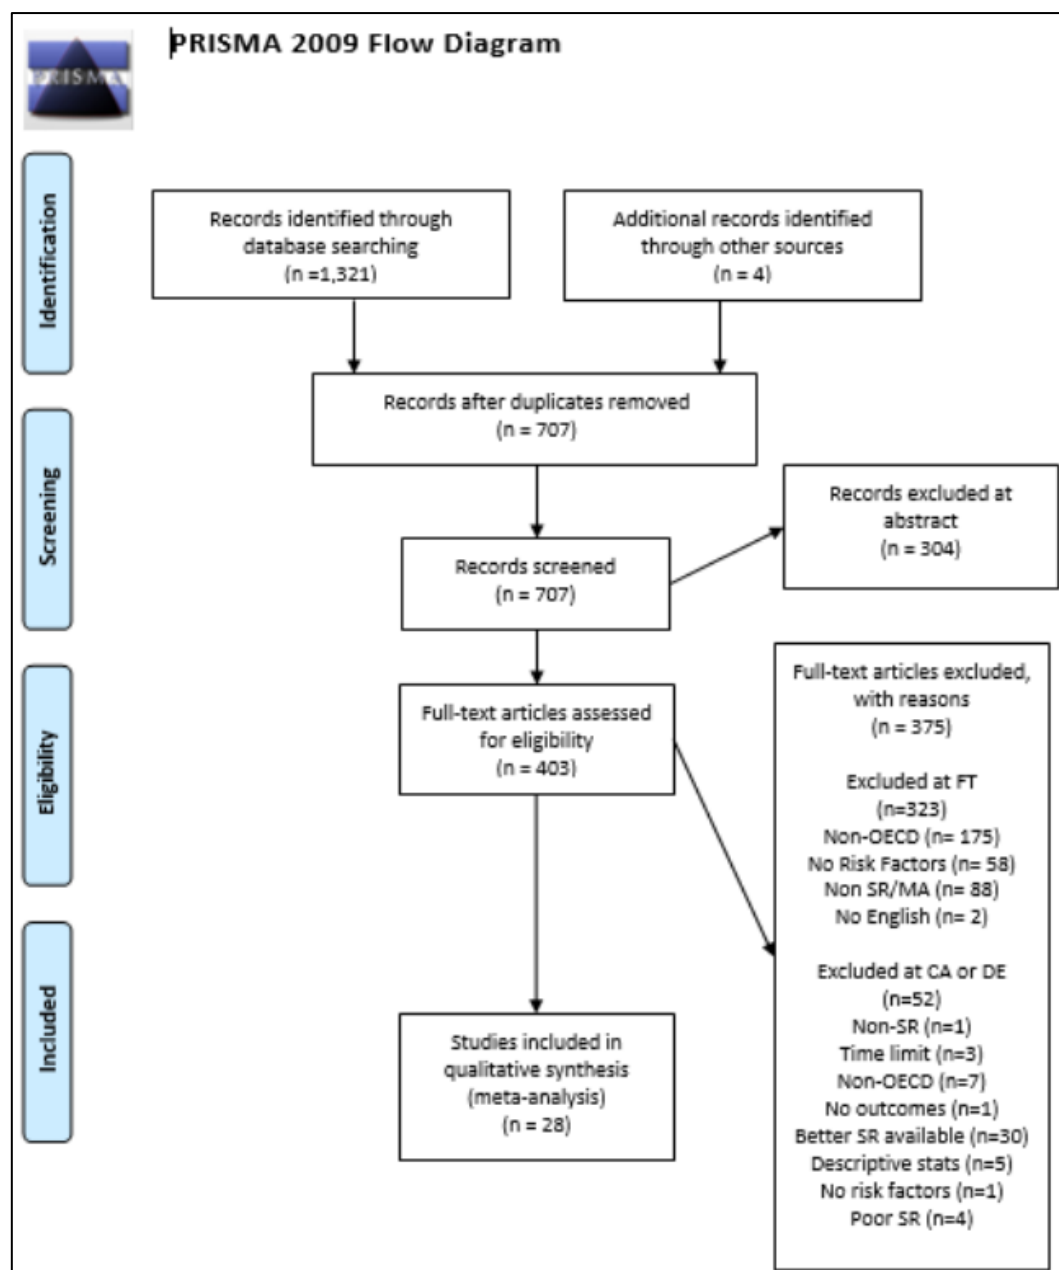 PRISMA 2009 Flow Diagram
PRISMA
Identification
Records identified through
database searching
(n =1,321)
Additional records identified
through other sources
(n = 4)
Records after duplicates removed
(n = 707)
Screening
Records screened
(n = 707)
Records excluded at
abstract
(n = 304)
Eligibility
Full-text articles assessed
for eligibility
(n = 403)
Full-text articles excluded,
with reasons
(n = 375)
Excluded at FT
(n=323)
Non-OECD (n= 175)
No Risk Factors (n= 58)
Non SR/MA (n= 88)
No English (n= 2)
Excluded at CA or DE
(n=52)
Non-SR (n=1)
Time limit (n=3)
Non-OECD (n=7)
No outcomes (n=1)
Better SR available (n=30)
Descriptive stats (n=5)
No risk factors (n=1)
Poor SR (n=4)
Included
Studies included in
qualitative synthesis
(meta-analysis)
(n = 28)